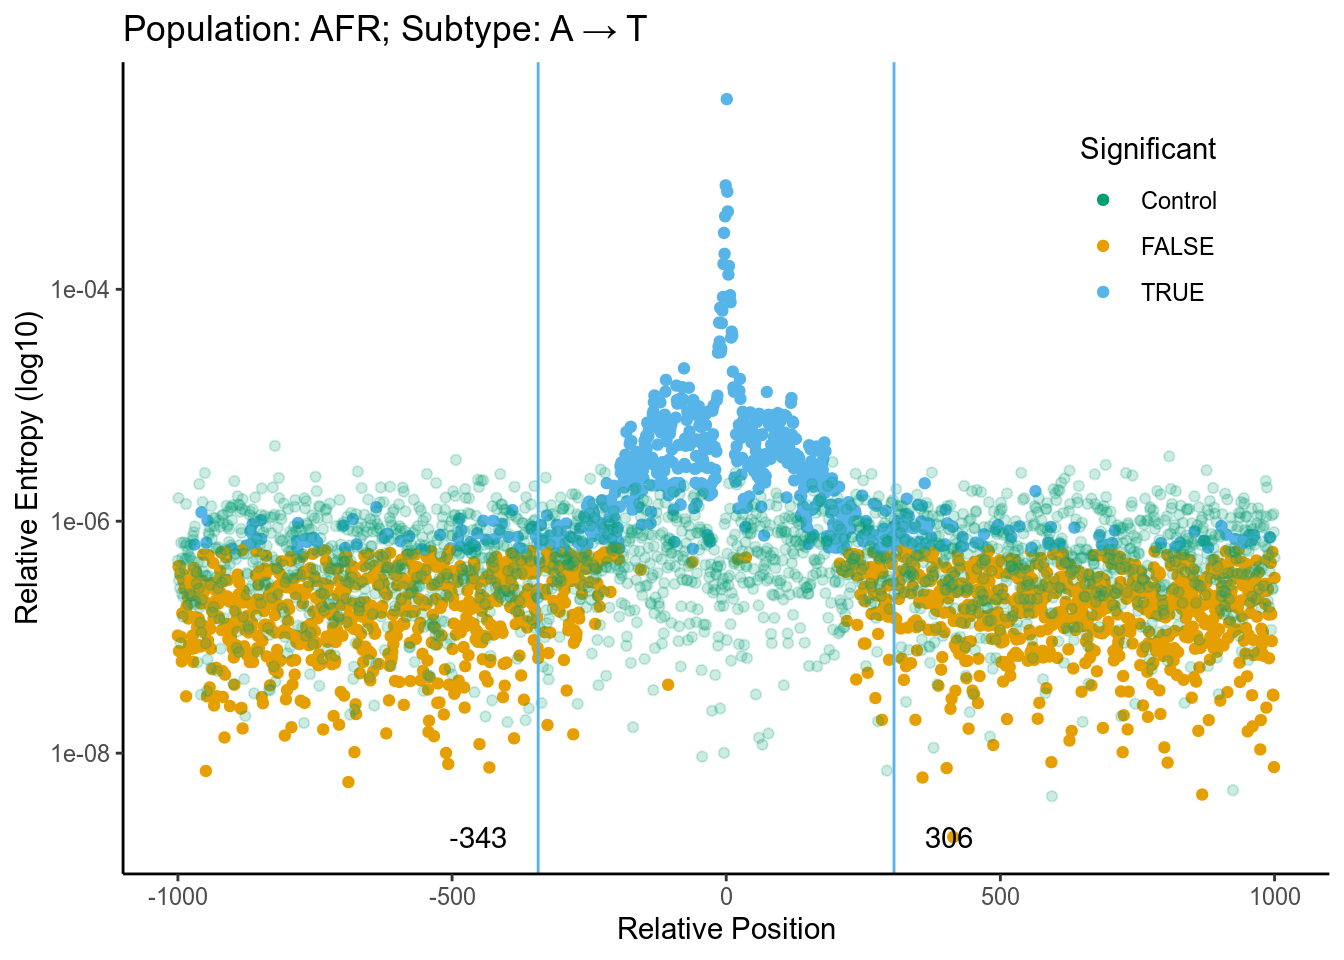 Population: AFR; Subtype: A → T
Relative Entropy (log10)
1e-04
1e-06
1e-08
Significant
Control
FALSE
TRUE
-343
306
-1000
-500
0
500
1000
Relative Position